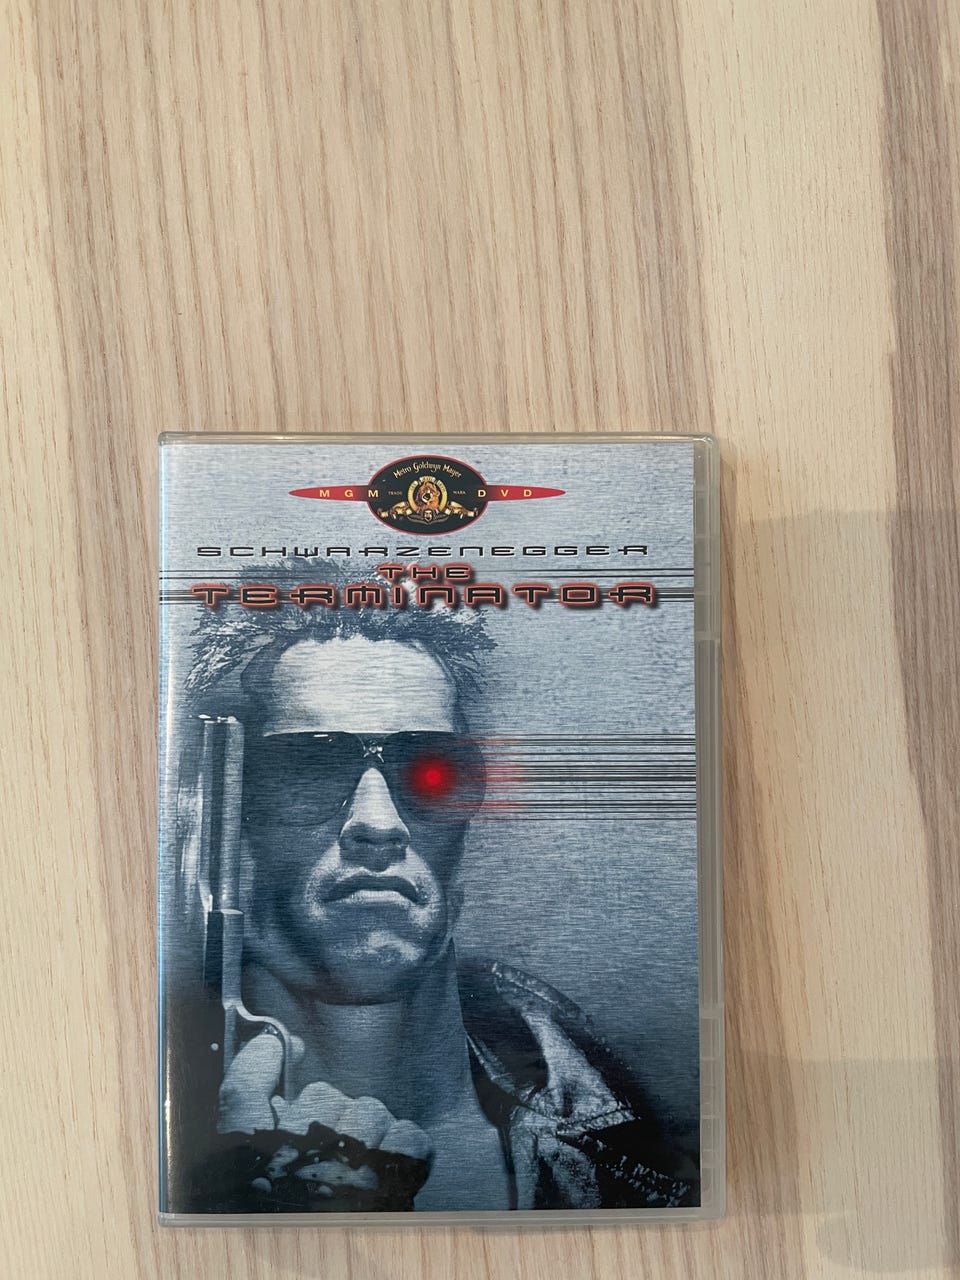 Metro Goldwyn Mayer
MGM TRADE MARK DVD
SCHWARZENEGGER
THE
TERMINATOR